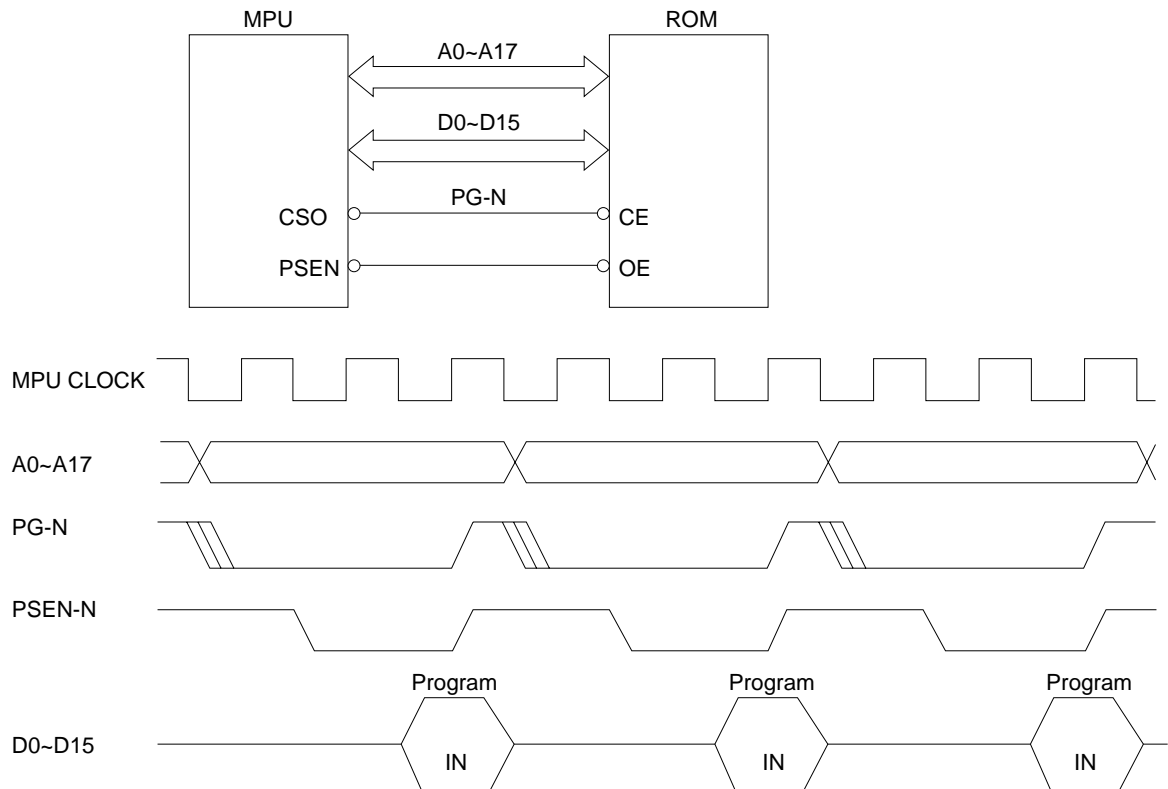 MPU ROM
A0~A17
D0~D15
PG-N
CSO CE
PSEN OE
MPU CLOCK
A0~A17
PG-N
PSEN-N
Program Program Program
D0~D15
IN IN IN